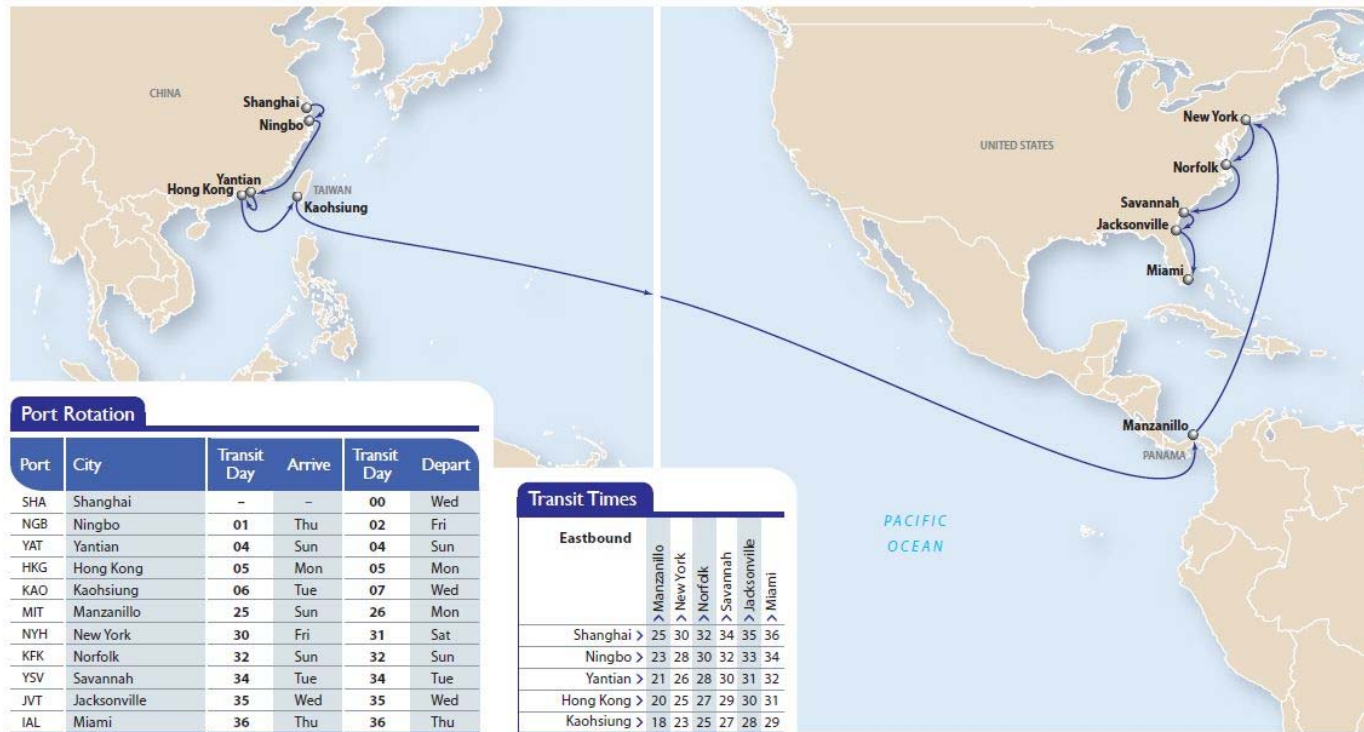 CHINA
Shanghai
Ningbo
Yantian
Hong Kong
TAIWAN
Kaohsiung
UNITED STATES
New York
Norfolk
Savannah
Jacksonville
Miami
Manzanillo
PANAMA
PACIFIC
OCEAN
Port Rotation
Port City Transit Day Arrive Transit Day Depart
SHA Shanghai – – 00 Wed
NGB Ningbo 01 Thu 02 Fri
YAT Yantian 04 Sun 04 Sun
HKG Hong Kong 05 Mon 05 Mon
KAO Kaohsiung 06 Tue 07 Wed
MIT Manzanillo 25 Sun 26 Mon
NYH New York 30 Fri 31 Sat
KFK Norfolk 32 Sun 32 Sun
YSV Savannah 34 Tue 34 Tue
JVT Jacksonville 35 Wed 35 Wed
IAL Miami 36 Thu 36 Thu
Transit Times
Eastbound > Manzanillo > New York > Norfolk > Savannah > Jacksonville > Miami
Shanghai > 25 30 32 34 35 36
Ningbo > 23 28 30 32 33 34
Yantian > 21 26 28 30 31 32
Hong Kong > 20 25 27 29 30 31
Kaohsiung > 18 23 25 27 28 29